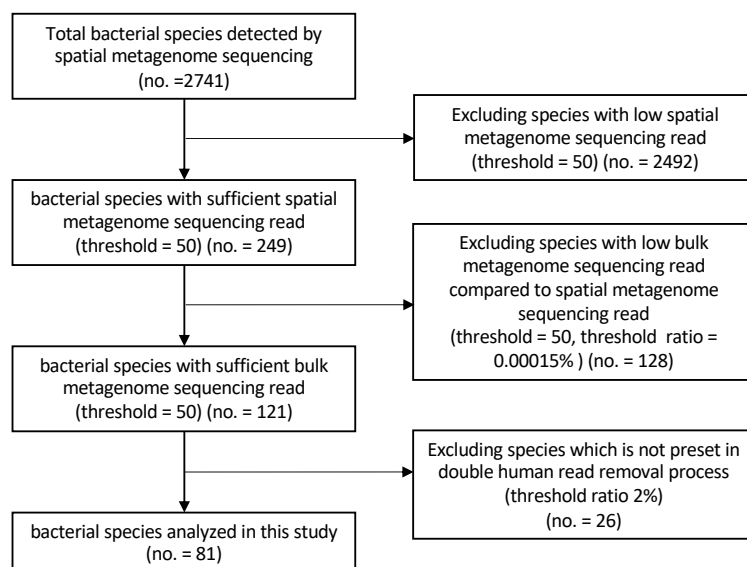 Total bacterial species detected by
spatial metagenome sequencing
(no. =2741)
Excluding species with low spatial
metagenome sequencing read
(threshold = 50) (no. = 2492)
bacterial species with sufficient spatial
metagenome sequencing read
(threshold = 50) (no. = 249)
Excluding species with low bulk
metagenome sequencing read
compared to spatial metagenome
sequencing read
(threshold = 50, threshold ratio =
0.00015% ) (no. = 128)
bacterial species with sufficient bulk
metagenome sequencing read
(threshold = 50) (no. = 121)
Excluding species which is not preset in
double human read removal process
(threshold ratio 2%)
(no. = 26)
bacterial species analyzed in this study
(no. = 81)